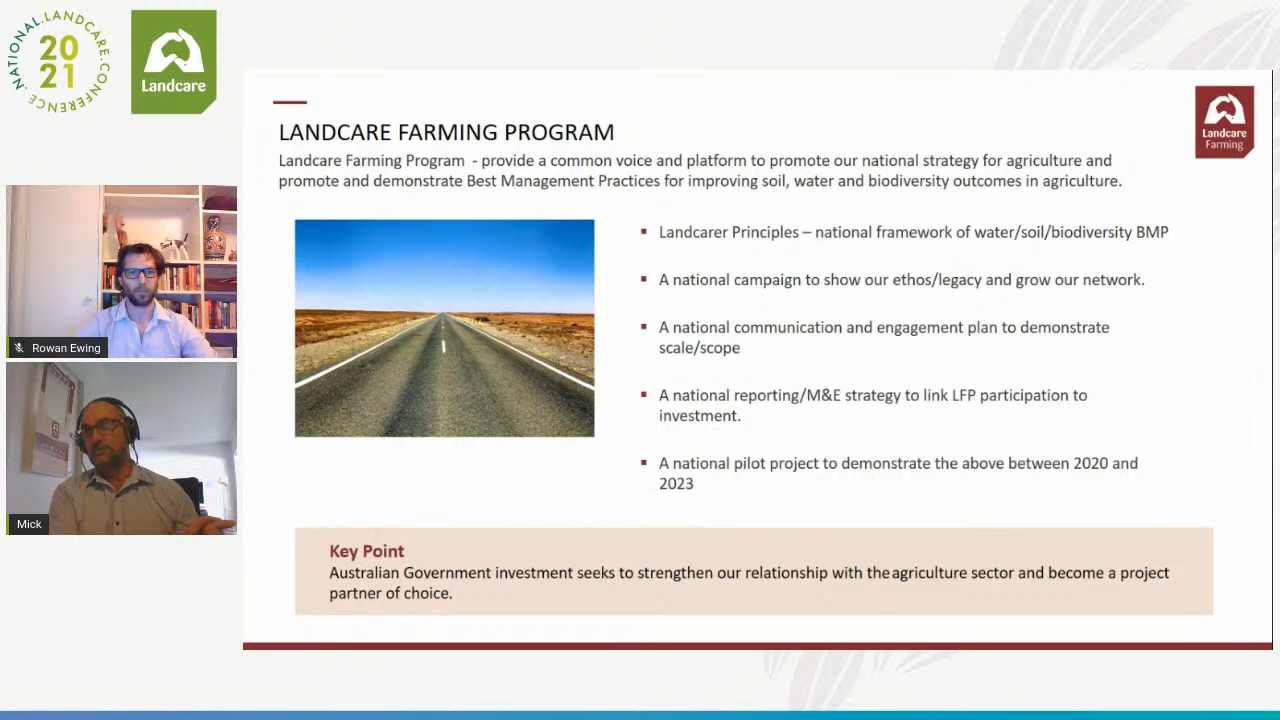 NATIONAL.LANDCARE.CONFERENCE.
20
21
Landcare
Landcare
Farming
LANDCARE FARMING PROGRAM
Landcare Farming Program - provide a common voice and platform to promote our national strategy for agriculture and
promote and demonstrate Best Management Practices for improving soil, water and biodiversity outcomes in agriculture.
Rowan Ewing
Mick
▪ Landcarer Principles – national framework of water/soil/biodiversity BMP
▪ A national campaign to show our ethos/legacy and grow our network.
▪ A national communication and engagement plan to demonstrate
scale/scope
▪ A national reporting/M&E strategy to link LFP participation to
investment.
▪ A national pilot project to demonstrate the above between 2020 and
2023
Key Point
Australian Government investment seeks to strengthen our relationship with the agriculture sector and become a project
partner of choice.